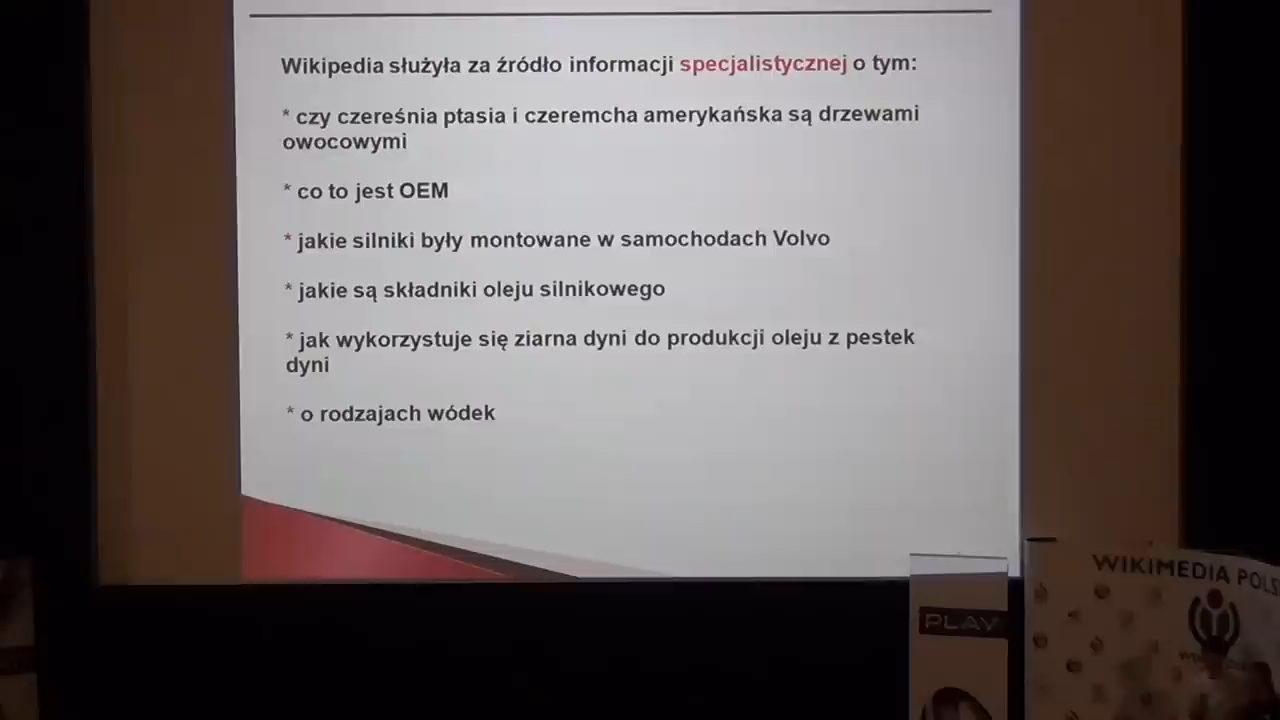 Wikipedia służyła za źródło informacji specjalistycznej o tym:
* czy czereśnia ptasia i czeremcha amerykańska są drzewami
owocowymi
* co to jest OEM
* jakie silniki były montowane w samochodach Volvo
* jakie są składniki oleju silnikowego
* jak wykorzystuje się ziarna dyni do produkcji oleju z pestek
dyni
* o rodzajach wódek
PLAY
WIKIMEDIA POLS